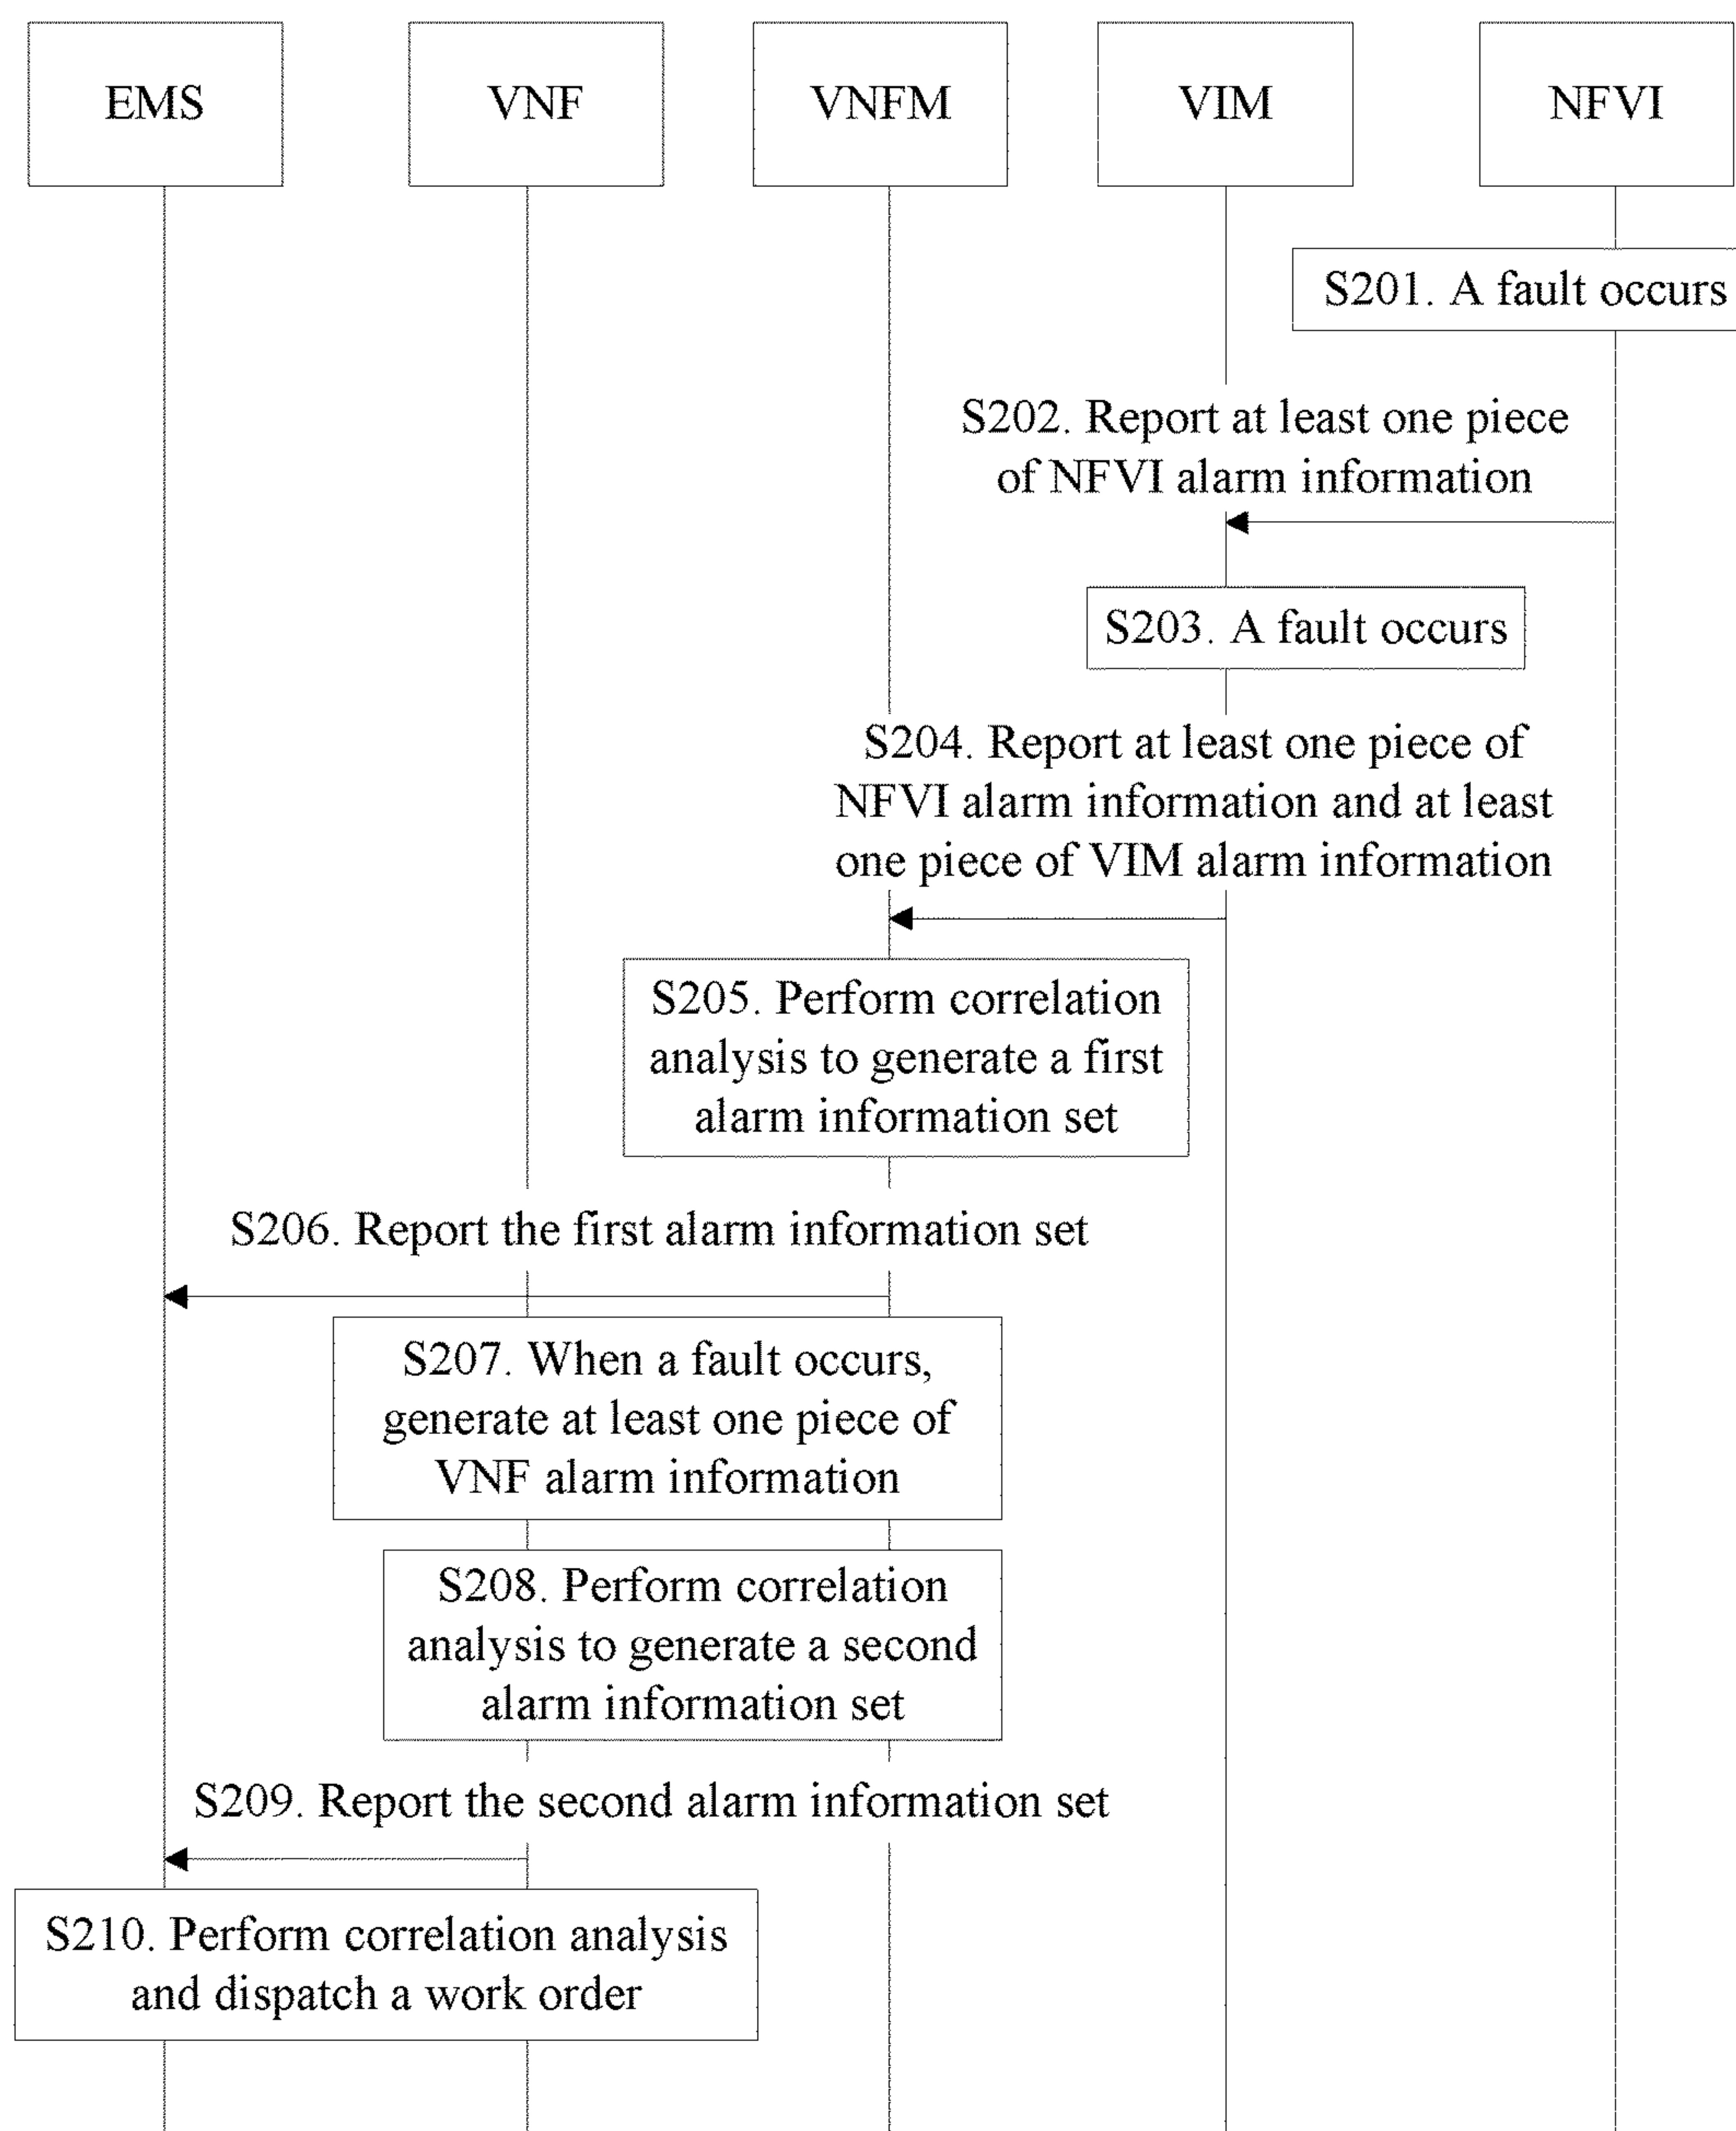 EMS
VNF
VNFM
VIM
NFVI
S201. A fault occurs
S202. Report at least one piece
of NFVI alarm information
S203. A fault occurs
S204. Report at least one piece of
NFVI alarm information and at least
one piece of VIM alarm information
S205. Perform correlation
analysis to generate a first
alarm information set
S206. Report the first alarm information set
S207. When a fault occurs,
generate at least one piece of
VNF alarm information
S208. Perform correlation
analysis to generate a second
alarm information set
S209. Report the second alarm information set
S210. Perform correlation analysis
and dispatch a work order